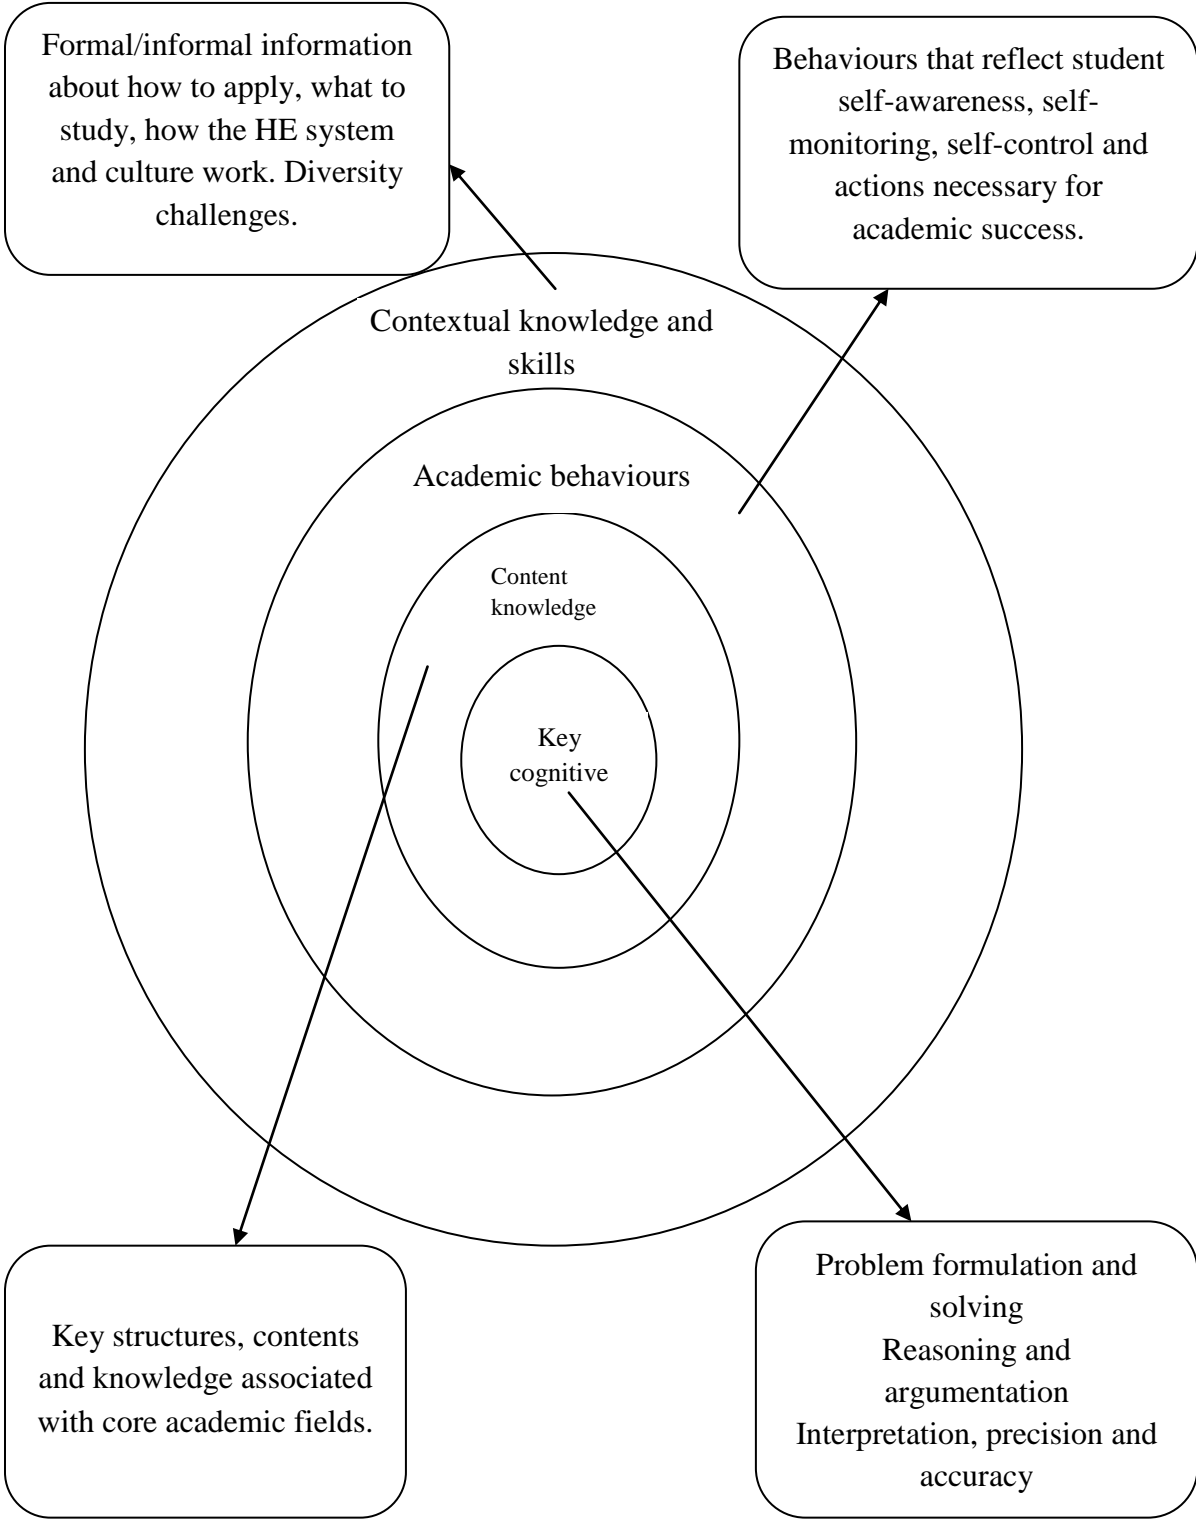 Formal/informal information
about how to apply, what to
study, how the HE system
and culture work. Diversity
challenges.
Behaviours that reflect student
self-awareness, self-
monitoring, self-control and
actions necessary for
academic success.
Contextual knowledge and
skills
Academic behaviours
Content
knowledge
Key
cognitive
Key structures, contents
and knowledge associated
with core academic fields.
Problem formulation and
solving
Reasoning and
argumentation
Interpretation, precision and
accuracy